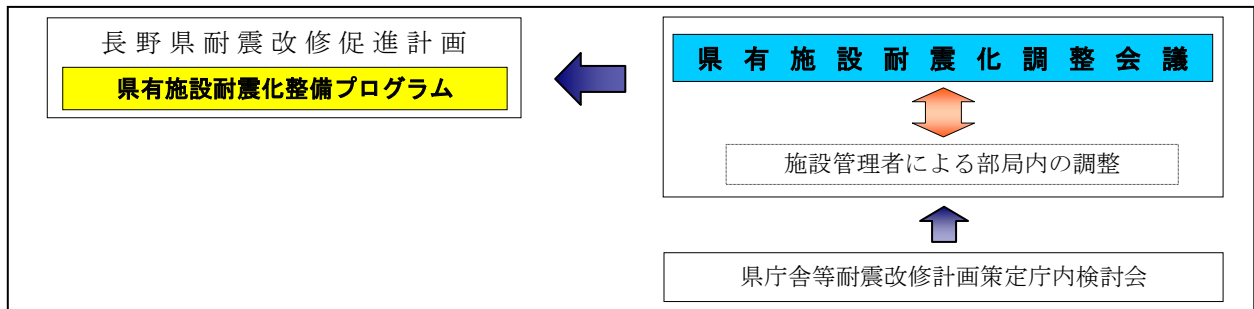 長野県耐震改修促進計画
県有施設耐震化整備プログラム
県有施設耐震化調整会議
施設管理者による部局内の調整
県庁舎等耐震改修計画策定庁内検討会